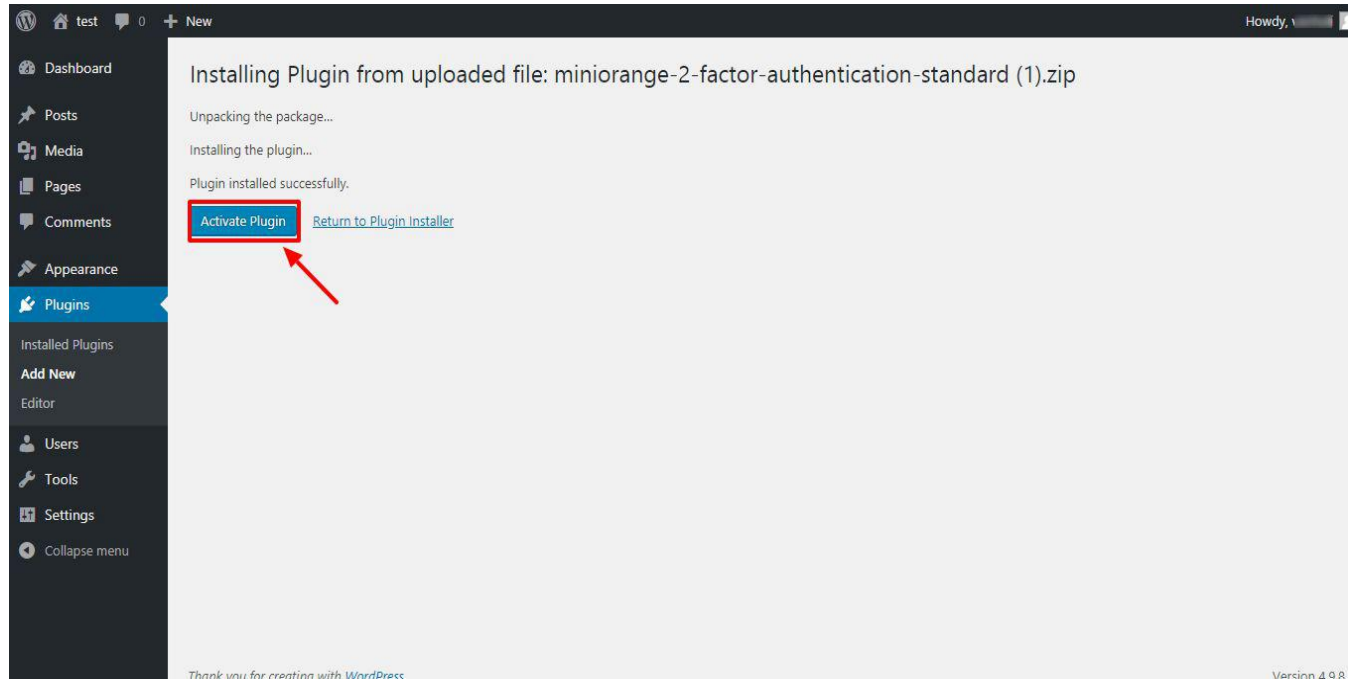 test 0 + New Howdy,
Dashboard
Posts
Media
Pages
Comments
Appearance
Plugins
Installed Plugins
Add New
Editor
Users
Tools
Settings
Collapse menu
Installing Plugin from uploaded file: miniorange-2-factor-authentication-standard (1).zip
Unpacking the package...
Installing the plugin...
Plugin installed successfully.
Activate Plugin Return to Plugin Installer
Thank you for creating with WordPress Version 4.9.8